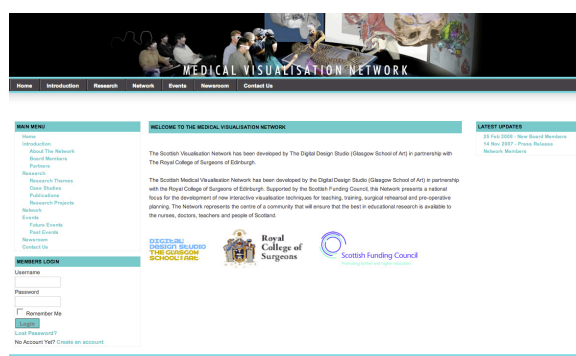 MEDICAL VISUALISATION NETWORK
Home Introduction Research Network Events Newsroom Contact Us
MAIN MENU
Home
Introduction
About The Network
Board Members
Partners
Research
Research Themes
Case Studies
Publications
Research Projects
Network
Events
Future Events
Past Events
Newsroom
Contact Us
MEMBERS LOGIN
Username
Password
Remember Me
Login
Lost Password?
No Account Yet? Create an account
WELCOME TO THE MEDICAL VISUALISATION NETWORK
The Scottish Visualisation Network has been developed by The Digital Design Studio (Glasgow School of Art) in partnership with
The Royal College of Surgeons of Edinburgh.
The Scottish Medical Visualisation Network has been developed by the Digital Design Studio (Glasgow School of Art) in partnership
with the Royal College of Surgeons of Edinburgh. Supported by the Scottish Funding Council, this Network presents a national
focus for the development of new interactive visualisation techniques for teaching, training, surgical rehearsal and pre-operative
planning. The Network represents the centre of a community that will ensure that the best in educational research is available to
the nurses, doctors, teachers and people of Scotland.
DIGITAL
DESIGN STUDIO
THE GLASGOW
SCHOOL OF ART
Royal
College of
Surgeons
Scottish Funding Council
Promoting further and higher education
LATEST UPDATES
25 Feb 2008 - New Board Members
14 Nov 2007 - Press Release
Network Members